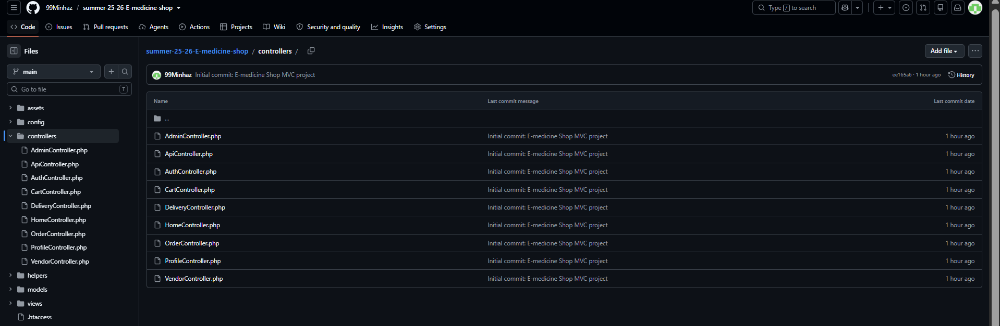 99Minhaz / summer-25-26-E-medicine-shop
Type / to search
Code Issues Pull requests Agents Actions Projects Wiki Security and quality Insights Settings
Files
main
Go to file T
assets
config
controllers
AdminController.php
ApiController.php
AuthController.php
CartController.php
DeliveryController.php
HomeController.php
OrderController.php
ProfileController.php
VendorController.php
helpers
models
views
.htaccess
summer-25-26-E-medicine-shop / controllers /
Add file
99Minhaz Initial commit: E-medicine Shop MVC project ee165a6 · 1 hour ago History
Name Last commit message Last commit date
..
AdminController.php Initial commit: E-medicine Shop MVC project 1 hour ago
ApiController.php Initial commit: E-medicine Shop MVC project 1 hour ago
AuthController.php Initial commit: E-medicine Shop MVC project 1 hour ago
CartController.php Initial commit: E-medicine Shop MVC project 1 hour ago
DeliveryController.php Initial commit: E-medicine Shop MVC project 1 hour ago
HomeController.php Initial commit: E-medicine Shop MVC project 1 hour ago
OrderController.php Initial commit: E-medicine Shop MVC project 1 hour ago
ProfileController.php Initial commit: E-medicine Shop MVC project 1 hour ago
VendorController.php Initial commit: E-medicine Shop MVC project 1 hour ago